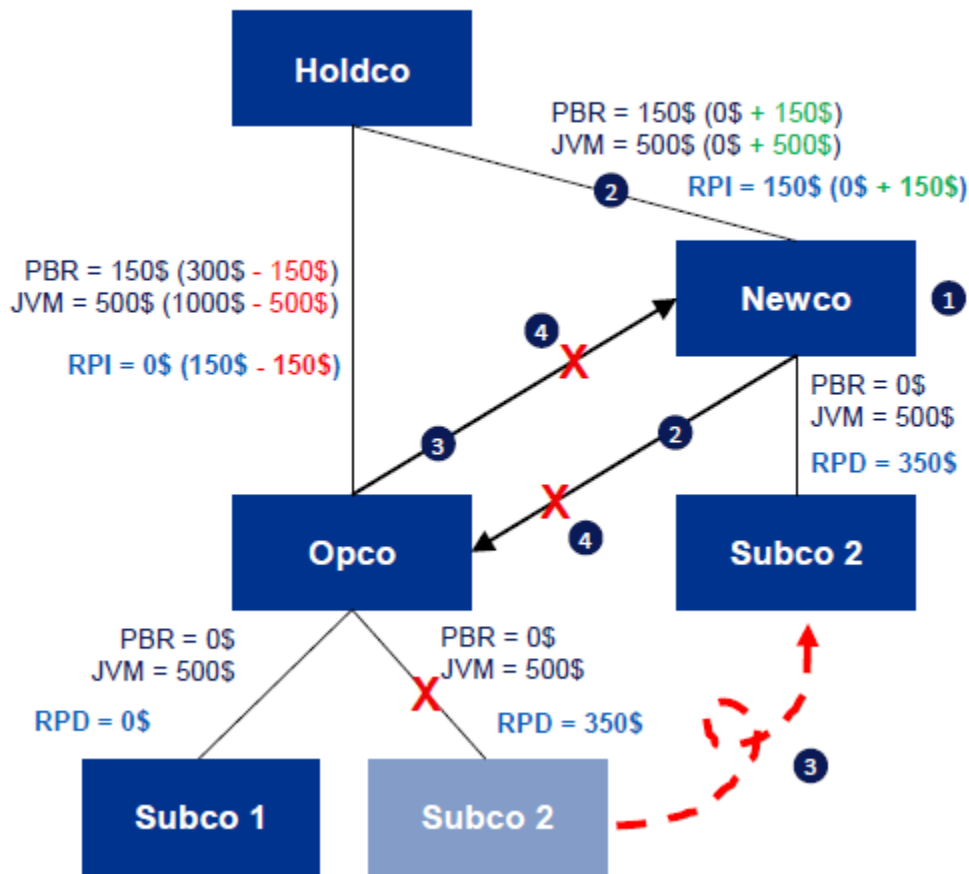 Holdco
PBR = 150$ (0$ + 150$)
JVM = 500$ (0$ + 500$)
2
RPI = 150$ (0$ + 150$)
PBR = 150$ (300$ - 150$)
JVM = 500$ (1000$ - 500$)
RPI = 0$ (150$ - 150$)
Newco
1
4
X
3
2
PBR = 0$
JVM = 500$
RPD = 350$
X
4
Opco
Subco 2
PBR = 0$
JVM = 500$
RPD = 0$
PBR = 0$
JVM = 500$
X
RPD = 350$
3
Subco 1
Subco 2